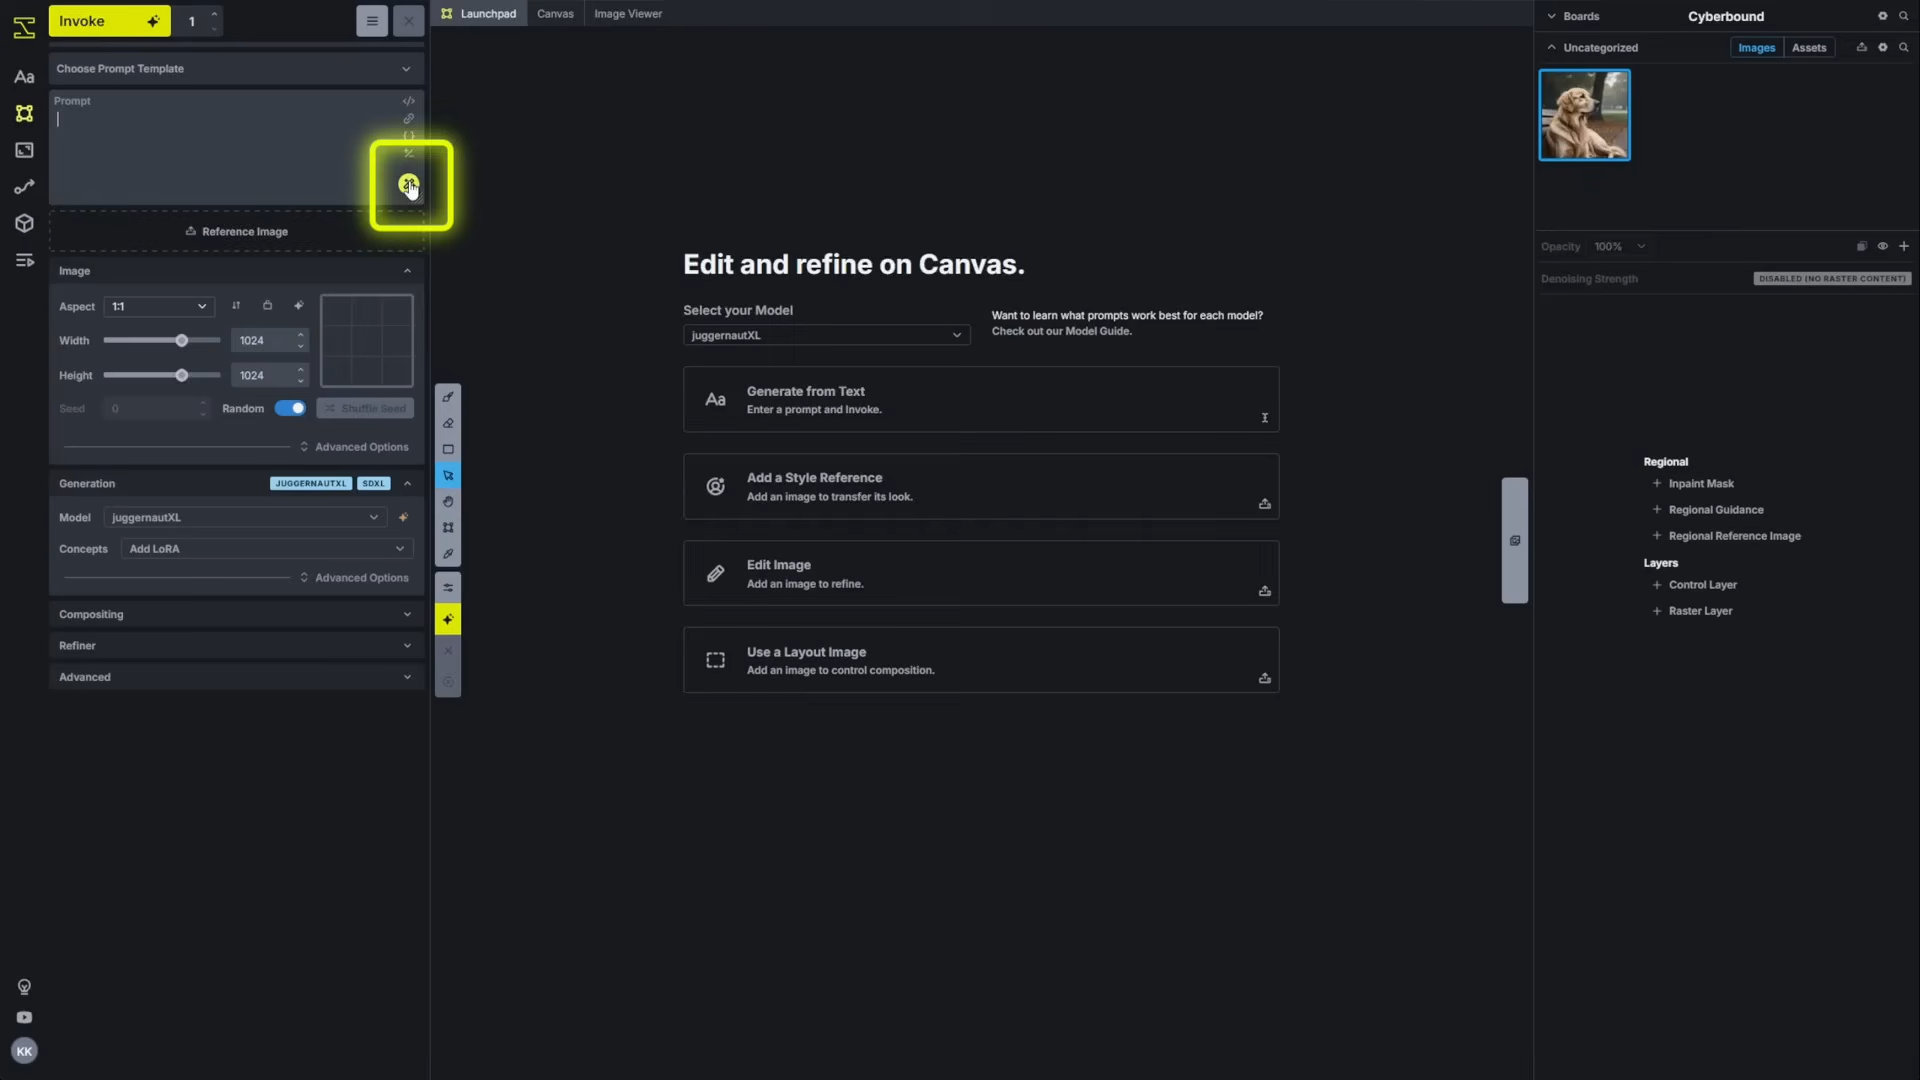 Invoke
1
Launchpad
Canvas
Image Viewer
Boards
Cyberbound
Uncategorized
Images
Assets
Choose Prompt Template
Prompt
Reference Image
Image
Aspect
1:1
Width
1024
Height
1024
Seed
0
Random
Shuffle Seed
Advanced Options
Generation
JUGGERNAUTXL
SDXL
Model
juggernautXL
Concepts
Add LoRA
Advanced Options
Compositing
Refiner
Advanced
KK
Edit and refine on Canvas.
Select your Model
juggernautXL
Want to learn what prompts work best for each model?
Check out our Model Guide.
Aa
Generate from Text
Enter a prompt and Invoke.
Add a Style Reference
Add an image to transfer its look.
Edit Image
Add an image to refine.
Use a Layout Image
Add an image to control composition.
Opacity
100%
Denoising Strength
DISABLED (NO RASTER CONTENT)
Regional
+ Inpaint Mask
+ Regional Guidance
+ Regional Reference Image
Layers
+ Control Layer
+ Raster Layer
Aa